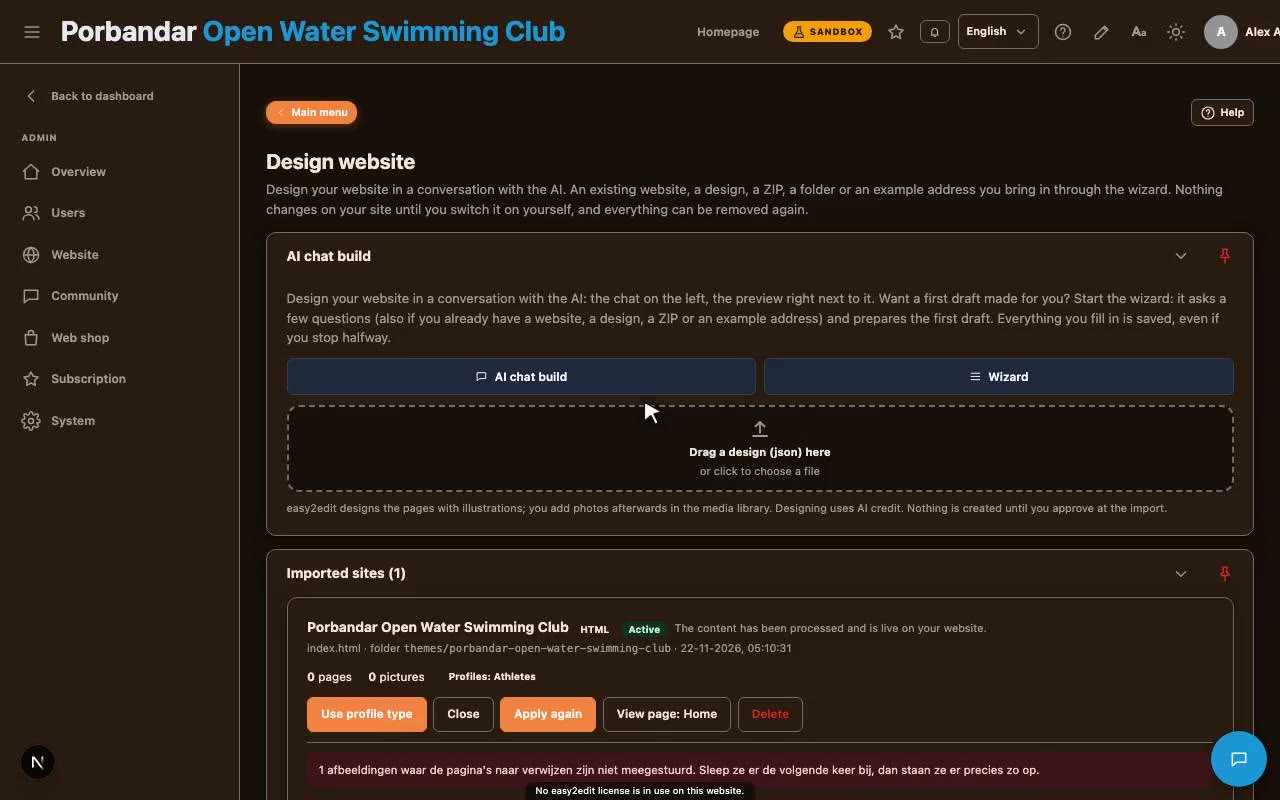 Porbandar Open Water Swimming Club
Homepage
SANDBOX
English
Aa
A
Alex A
Back to dashboard
ADMIN
Overview
Users
Website
Community
Web shop
Subscription
System
Main menu
Help
Design website
Design your website in a conversation with the AI. An existing website, a design, a ZIP, a folder or an example address you bring in through the wizard. Nothing
changes on your site until you switch it on yourself, and everything can be removed again.
AI chat build
Design your website in a conversation with the AI: the chat on the left, the preview right next to it. Want a first draft made for you? Start the wizard: it asks a
few questions (also if you already have a website, a design, a ZIP or an example address) and prepares the first draft. Everything you fill in is saved, even if
you stop halfway.
AI chat build
Wizard
Drag a design (json) here
or click to choose a file
easy2edit designs the pages with illustrations; you add photos afterwards in the media library. Designing uses AI credit. Nothing is created until you approve at the import.
Imported sites (1)
Porbandar Open Water Swimming Club HTML Active The content has been processed and is live on your website.
index.html · folder themes/porbandar-open-water-swimming-club · 22-11-2026, 05:10:31
0 pages 0 pictures Profiles: Athletes
Use profile type
Close
Apply again
View page: Home
Delete
1 afbeeldingen waar de pagina's naar verwijzen zijn niet meegestuurd. Sleep ze er de volgende keer bij, dan staan ze er precies zo op.
No easy2edit license is in use on this website.
N